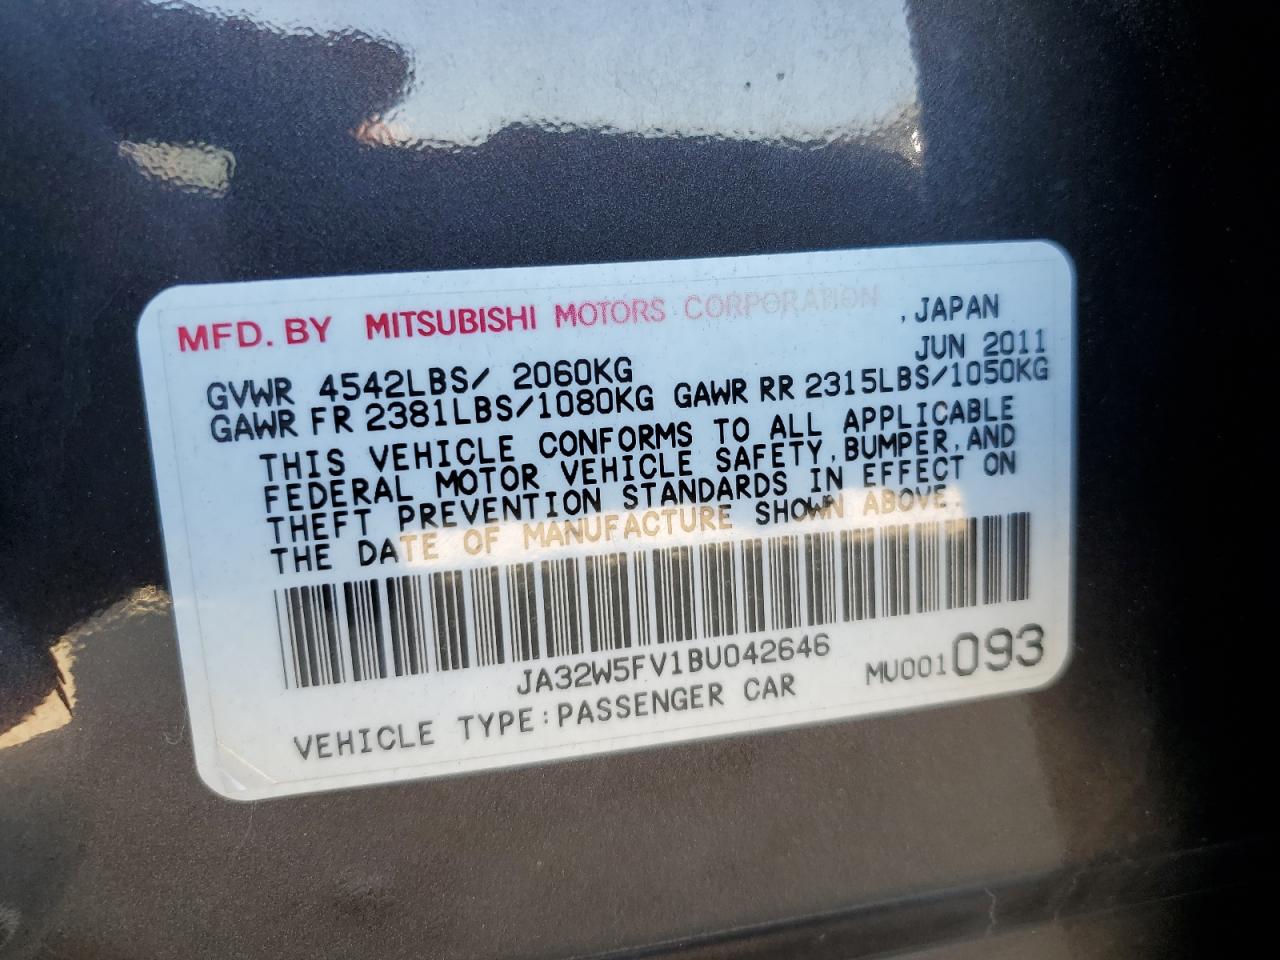 MFD. BY MITSUBISHI MOTORS CORPORATION , JAPAN
JUN 2011
GVWR 4542LBS/ 2060KG
GAWR FR 2381LBS/1080KG GAWR RR 2315LBS/1050KG
THIS VEHICLE CONFORMS TO ALL APPLICABLE
FEDERAL MOTOR VEHICLE SAFETY, BUMPER, AND
THEFT PREVENTION STANDARDS IN EFFECT ON
THE DATE OF MANUFACTURE SHOWN ABOVE.
JA32W5FV1BU042646
MU001093
VEHICLE TYPE:PASSENGER CAR